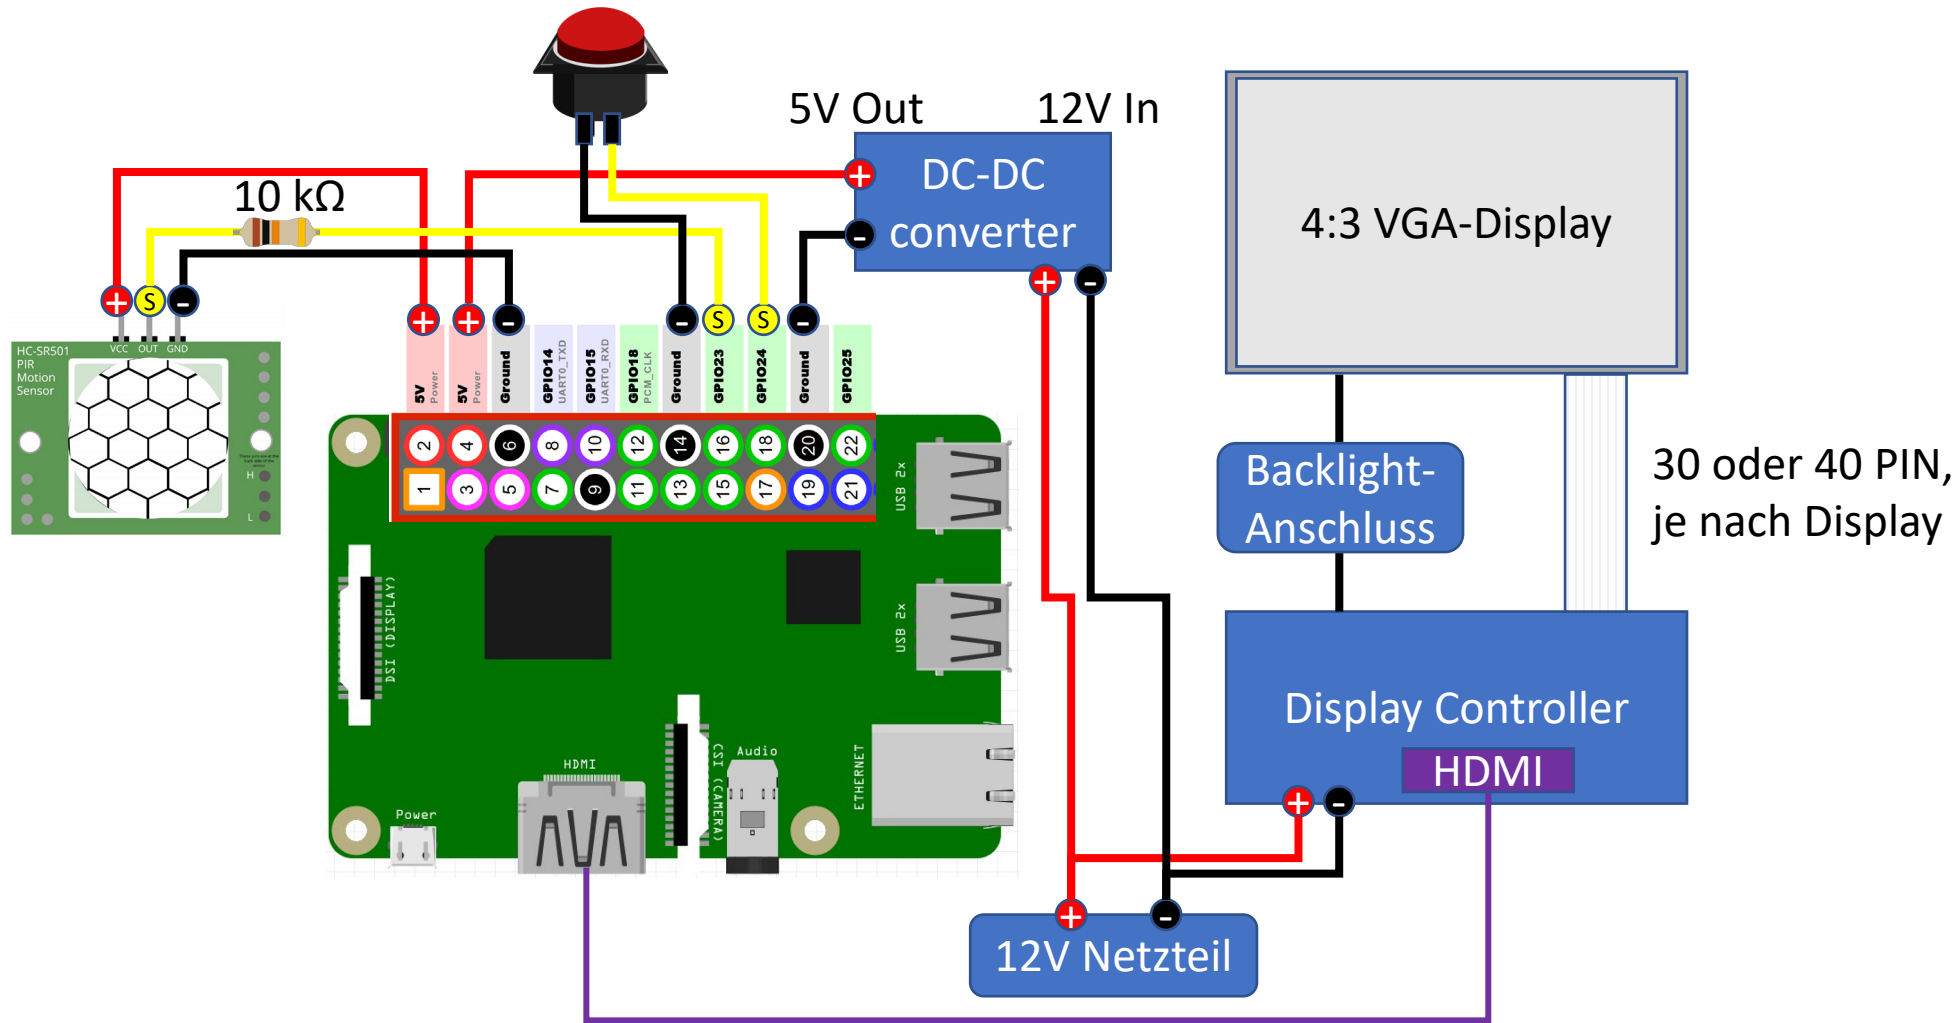 5V Out
12V In
DC-DC
converter
10 kΩ
4:3 VGA-Display
+
S
-
+
+
-
-
S
S
-
+
-
+
-
HC-SR501
PIR
Motion
Sensor
VCC OUT GND
H
L
5V
Power
5V
Power
Ground
GPIO14
UART0_TXD
GPIO15
UART0_RXD
GPIO18
PCM_CLK
Ground
GPIO23
GPIO24
Ground
GPIO25
2 4 6 8 10 12 14 16 18 20 22
1 3 5 7 9 11 13 15 17 19 21
USB 2x
USB 2x
Backlight-
Anschluss
30 oder 40 PIN,
je nach Display
DSI (DISPLAY)
Display Controller
HDMI
+
-
Power
HDMI
CSI (CAMERA)
Audio
ETHERNET
+
-
12V Netzteil